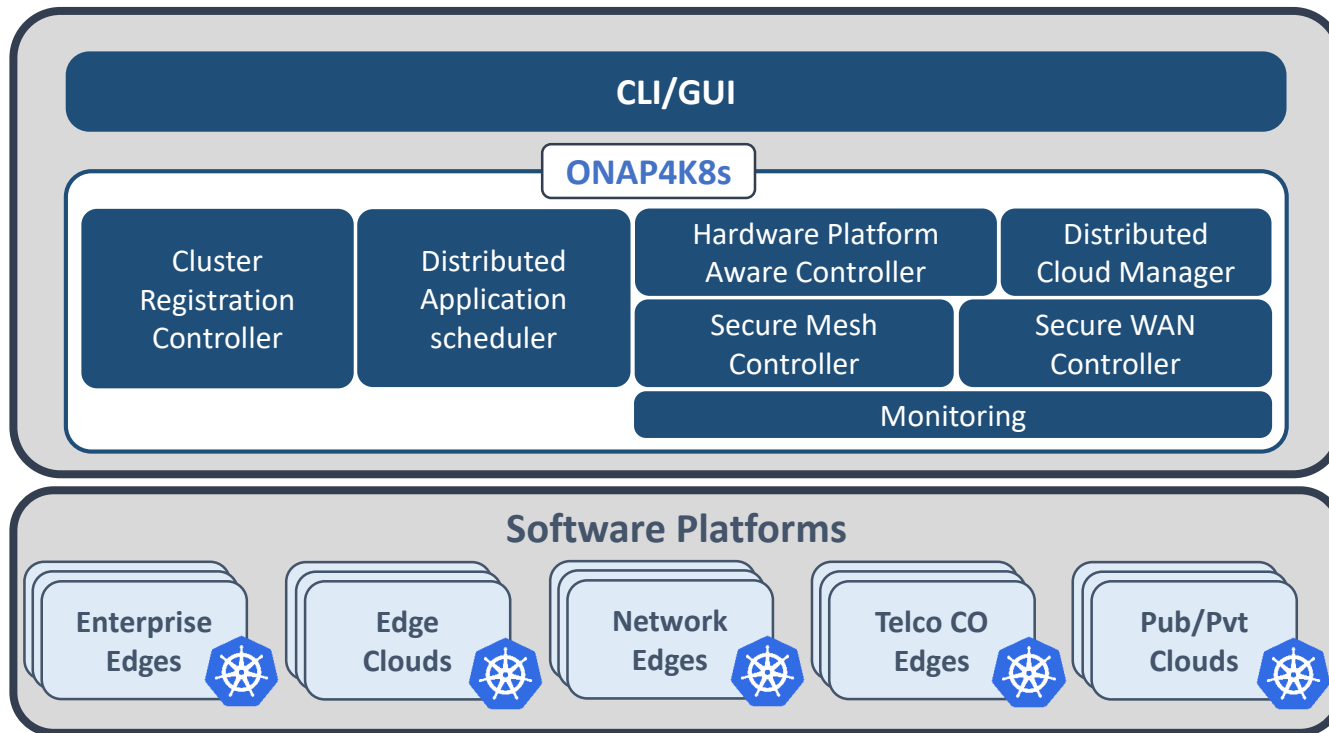 CLI/GUI
ONAP4K8s
Cluster
Registration
Controller
Distributed
Application
scheduler
Hardware Platform
Aware Controller
Distributed
Cloud Manager
Secure Mesh
Controller
Secure WAN
Controller
Monitoring
Software Platforms
Enterprise
Edges
Edge
Clouds
Network
Edges
Telco CO
Edges
Pub/Pvt
Clouds